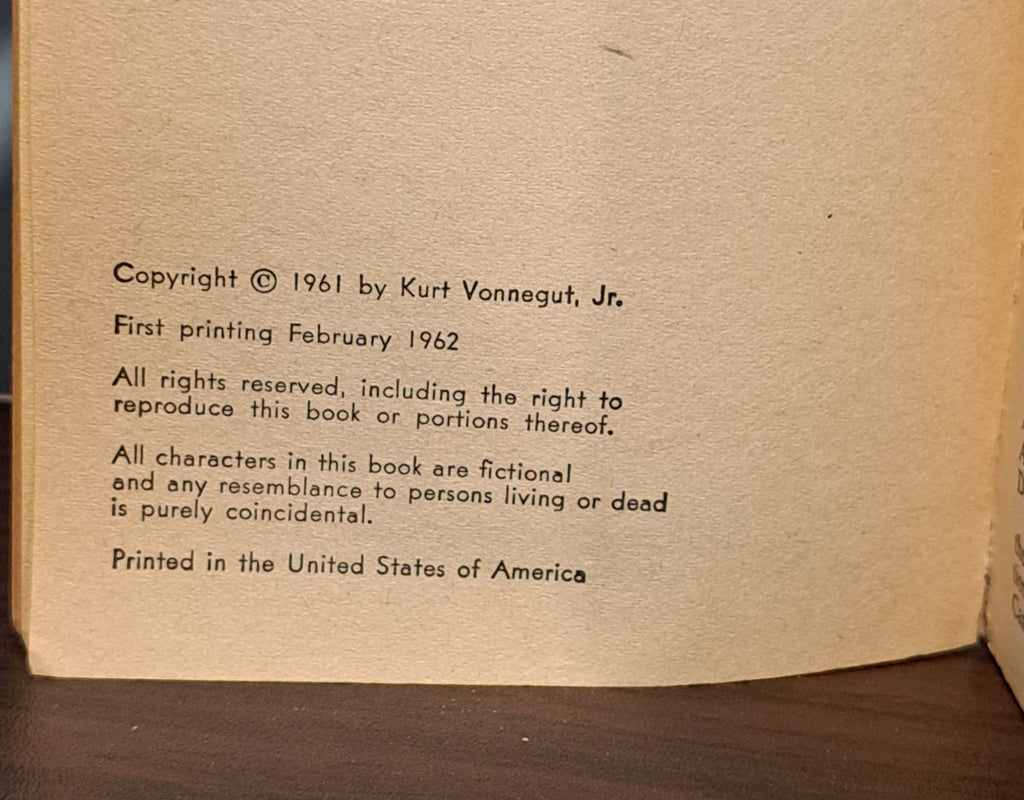 Copyright © 1961 by Kurt Vonnegut, Jr.
First printing February 1962
All rights reserved, including the right to
reproduce this book or portions thereof.
All characters in this book are fictional
and any resemblance to persons living or dead
is purely coincidental.
Printed in the United States of America